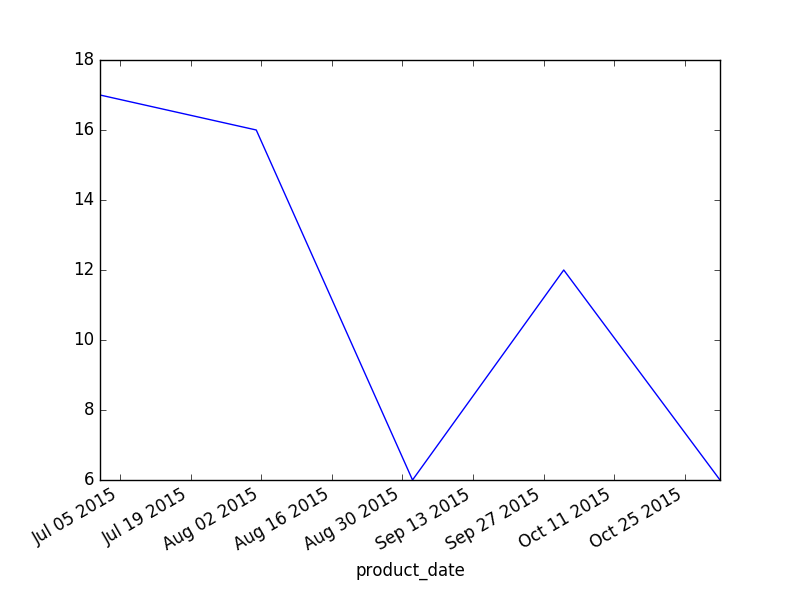 18
16
14
12
10
8
6
Jul 05 2015
Jul 19 2015
Aug 02 2015
Aug 16 2015
Aug 30 2015
Sep 13 2015
Sep 27 2015
Oct 11 2015
Oct 25 2015
product_date